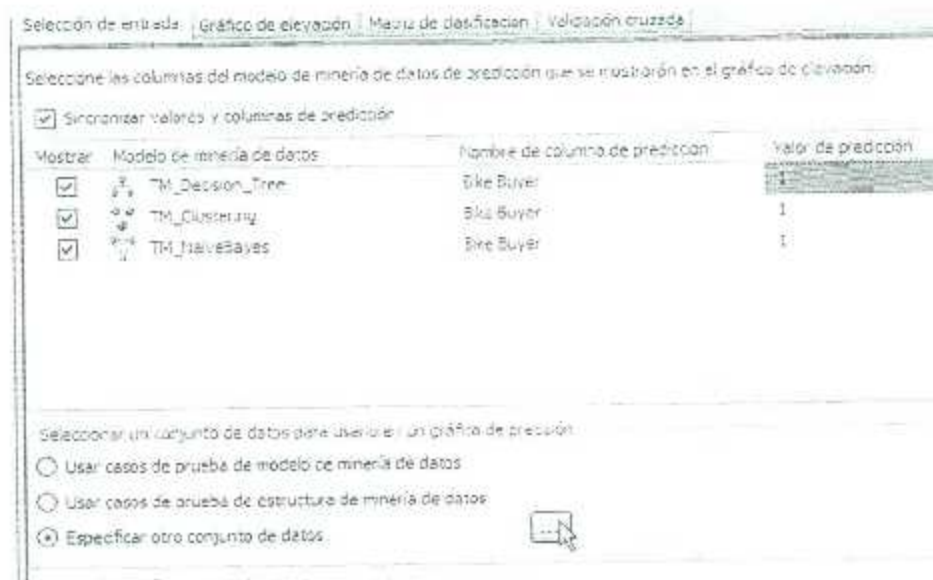 Selección de entrada Gráfico de elevación Matriz de clasificación Validación cruzada
Seleccione las columnas del modelo de minería de datos de predicción que se mostrarán en el gráfico de elevación:
Sincronizar valores y columnas de predicción
Mostrar Modelo de minería de datos Nombre de columna de predicción Valor de predicción
TM_Decision_Tree Bike Buyer 1
TM_Clustering Bike Buyer 1
TM_NaiveBayes Bike Buyer 1
Seleccionar un conjunto de datos para usarlo en un gráfico de precisión
Usar casos de prueba de modelo de minería de datos
Usar casos de prueba de estructura de minería de datos
Especificar otro conjunto de datos ...